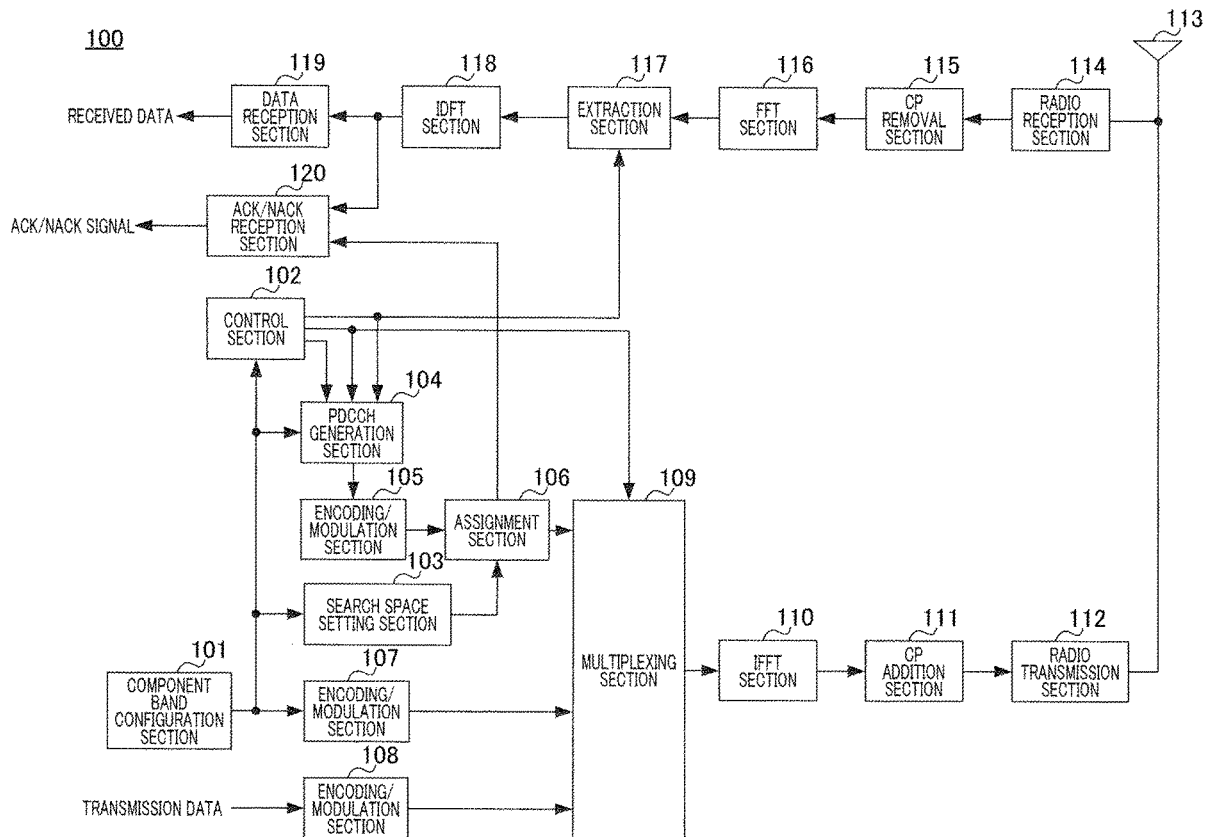 100
113
119
118
117
116
115
114
RECEIVED DATA
DATA
RECEPTION
SECTION
IDFT
SECTION
EXTRACTION
SECTION
FFT
SECTION
CP
REMOVAL
SECTION
RADIO
RECEPTION
SECTION
120
ACK/NACK SIGNAL
ACK/NACK
RECEPTION
SECTION
102
CONTROL
SECTION
104
PDCCH
GENERATION
SECTION
105
106
109
ENCODING/
MODULATION
SECTION
ASSIGNMENT
SECTION
103
SEARCH SPACE
SETTING SECTION
101
107
110
111
112
COMPONENT
BAND
CONFIGURATION
SECTION
ENCODING/
MODULATION
SECTION
MULTIPLEXING
SECTION
IFFT
SECTION
CP
ADDITION
SECTION
RADIO
TRANSMISSION
SECTION
108
TRANSMISSION DATA
ENCODING/
MODULATION
SECTION